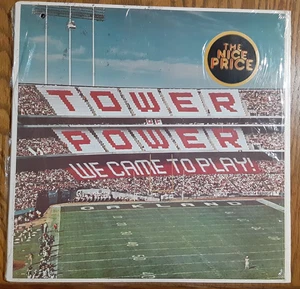 THE
NICE
PRICE
TOWER
OF
POWER
WE CAME TO PLAY!
OAKLAND